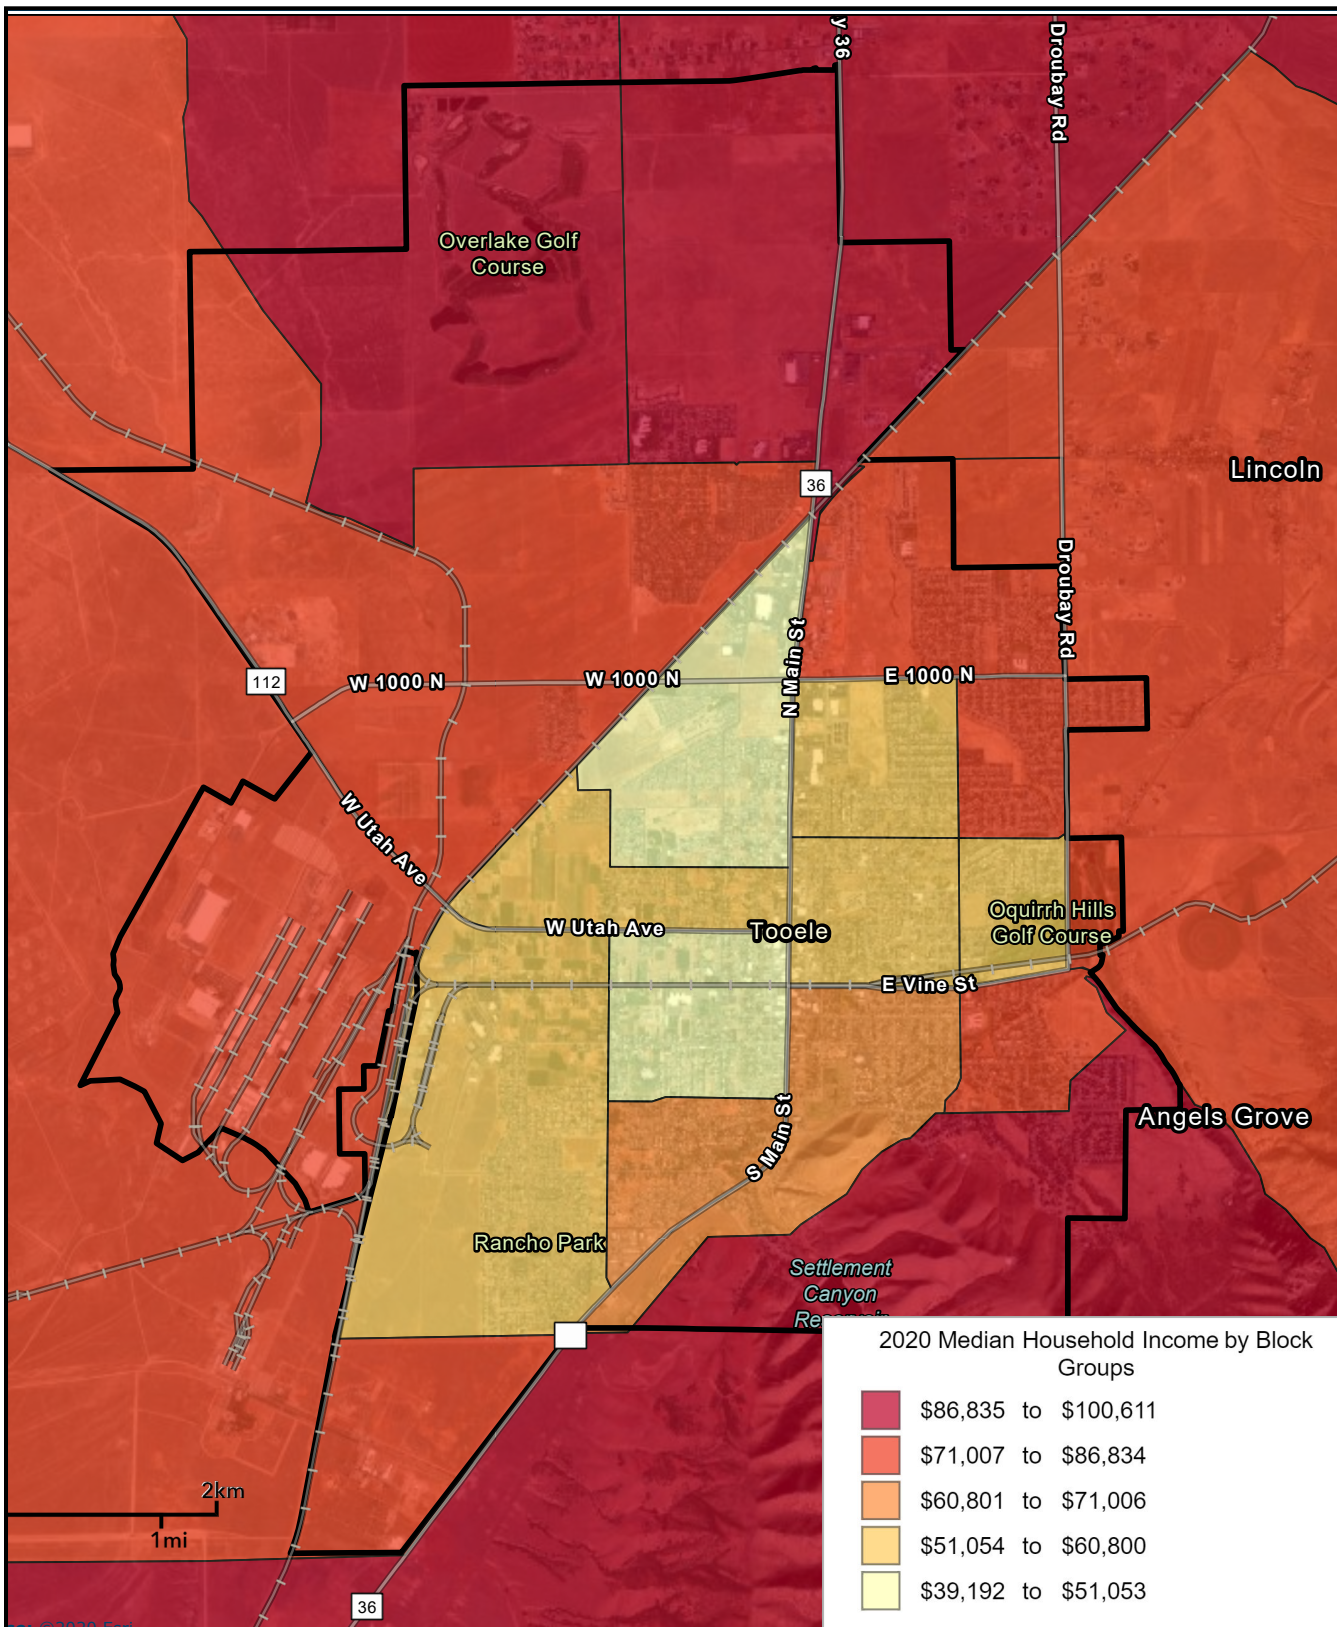 y 36
Droubay Rd
Overlake Golf
Course
Lincoln
36
Droubay Rd
N Main St
112
W 1000 N
W 1000 N
E 1000 N
W Utah Ave
Oquirrh Hills
Golf Course
W Utah Ave
Tooele
E Vine St
Angels Grove
S Main St
Rancho Park
Settlement
Canyon
Reservoir
2020 Median Household Income by Block
Groups
$86,835 to $100,611
$71,007 to $86,834
$60,801 to $71,006
$51,054 to $60,800
$39,192 to $51,053
2km
1mi
36
©2020 Esri